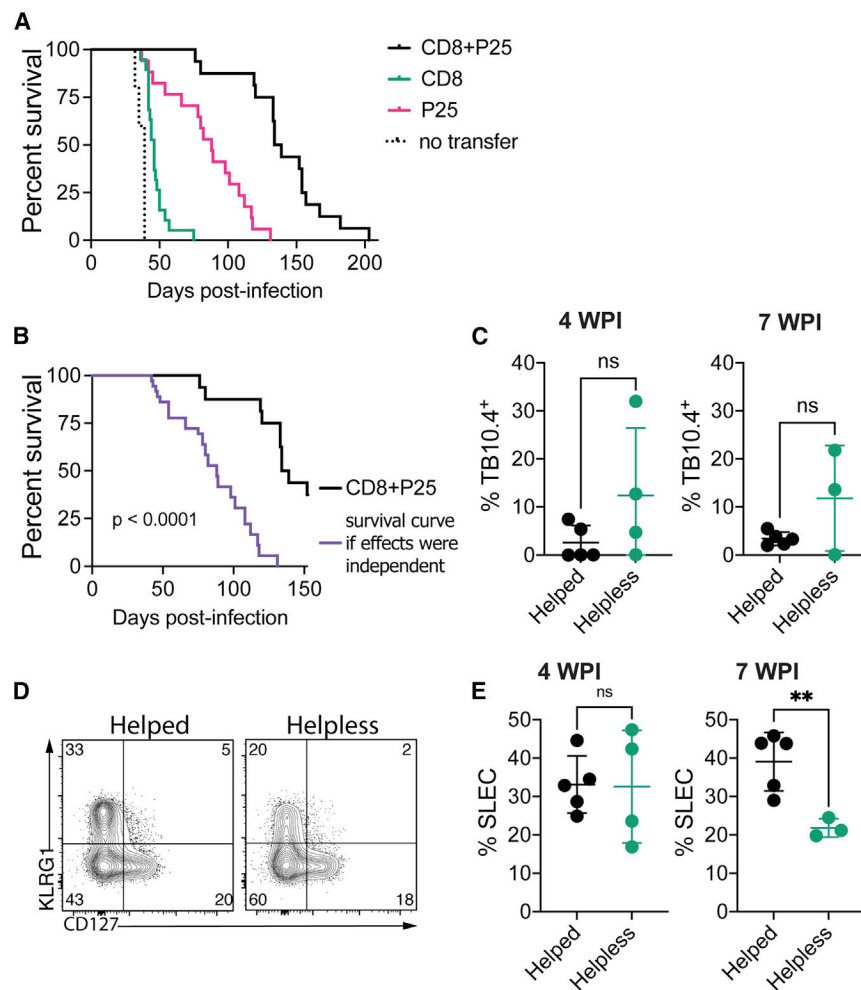 A
Percent survival
100
75
50
25
0
0 50 100 150 200
Days post-infection
CD8+P25
CD8
P25
no transfer
B
Percent survival
100
75
50
25
0
p < 0.0001
0 50 100 150
Days post-infection
CD8+P25
survival curve
if effects were
independent
C
4 WPI
% TB10.4+
40
30
20
10
0
ns
Helped
Helpless
7 WPI
% TB10.4+
40
30
20
10
0
ns
Helped
Helpless
D
Helped
Helpless
33 5
43 20
20 2
60 18
KLRG1
CD127
E
4 WPI
% SLEC
50
40
30
20
10
0
ns
Helped
Helpless
7 WPI
% SLEC
50
40
30
20
10
0
**
Helped
Helpless